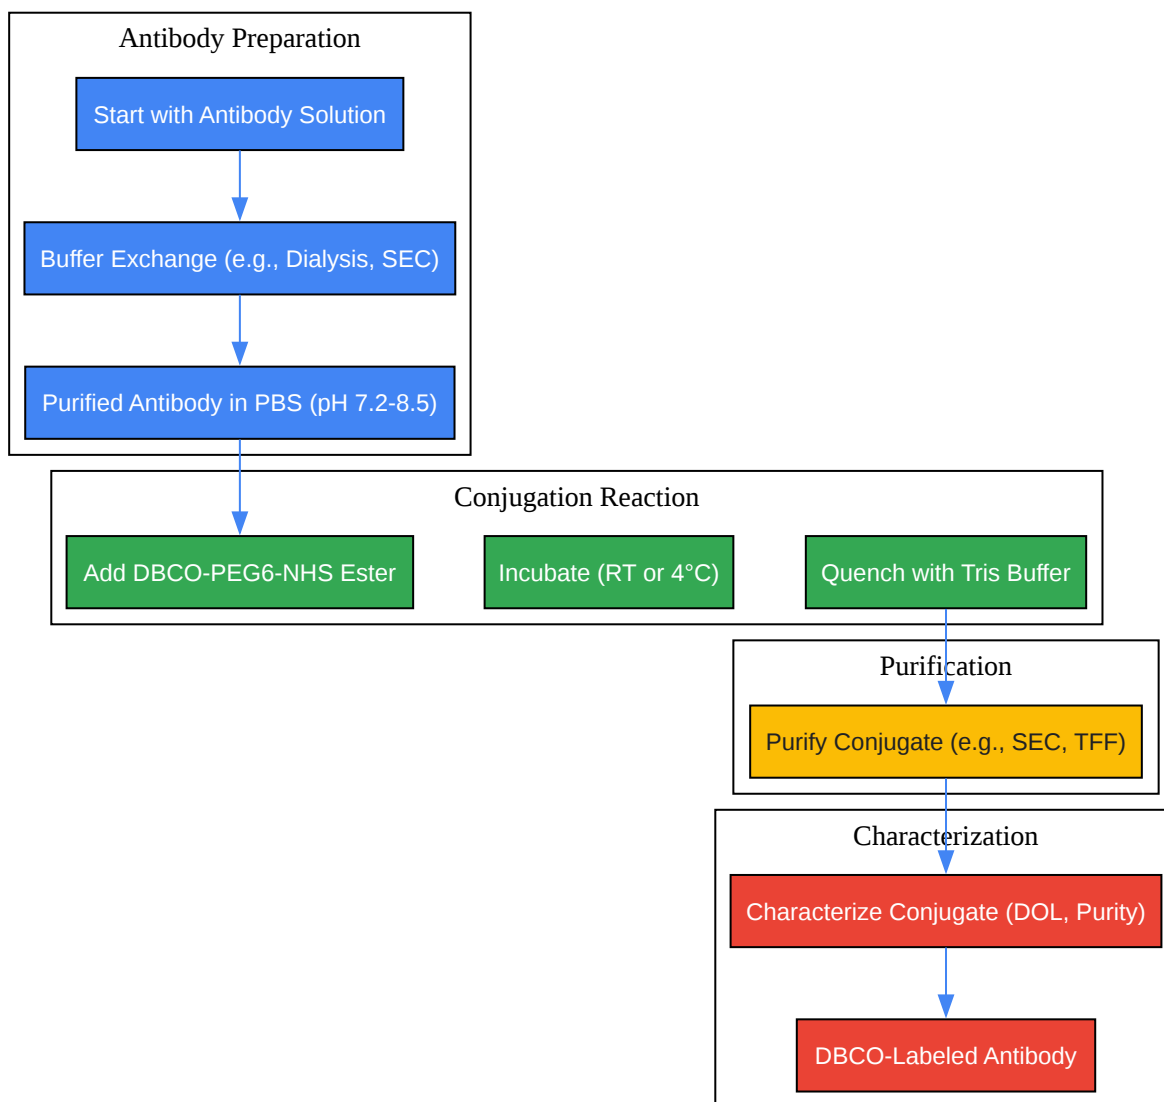 Antibody Preparation
Start with Antibody Solution
Buffer Exchange (e.g., Dialysis, SEC)
Purified Antibody in PBS (pH 7.2-8.5)
Conjugation Reaction
Add DBCO-PEG6-NHS Ester
Incubate (RT or 4°C)
Quench with Tris Buffer
Purification
Purify Conjugate (e.g., SEC, TFF)
Characterization
Characterize Conjugate (DOL, Purity)
DBCO-Labeled Antibody